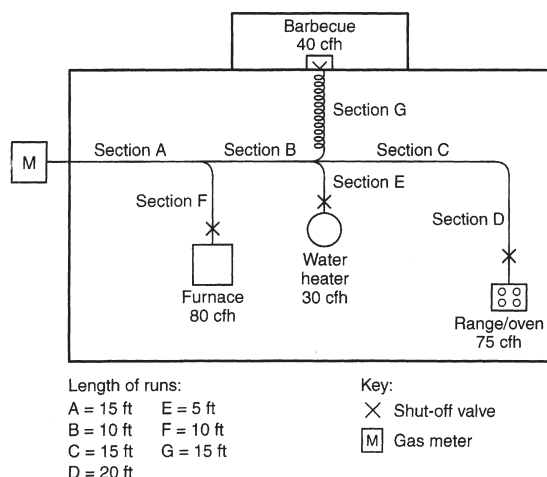 Barbecue
40 cfh
Section G
Section A
Section B
Section C
M
Section F
Section E
Section D
Furnace
80 cfh
Water
heater
30 cfh
Range/oven
75 cfh
Length of runs:
A = 15 ft E = 5 ft
B = 10 ft F = 10 ft
C = 15 ft G = 15 ft
D = 20 ft
Key:
Shut-off valve
M Gas meter